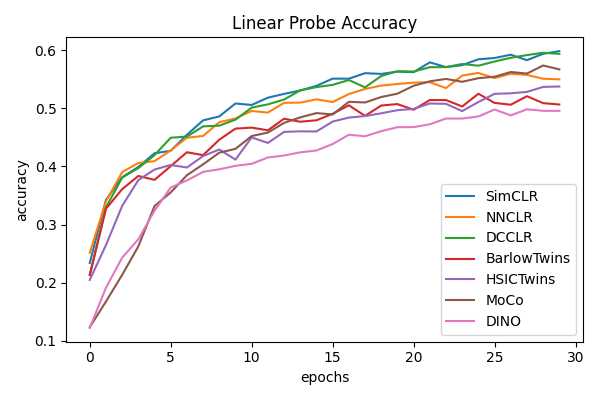 Linear Probe Accuracy
accuracy
0.6
0.5
0.4
0.3
0.2
0.1
0 5 10 15 20 25 30
epochs
SimCLR
NNCLR
DCCLR
BarlowTwins
HSICTwins
MoCo
DINO